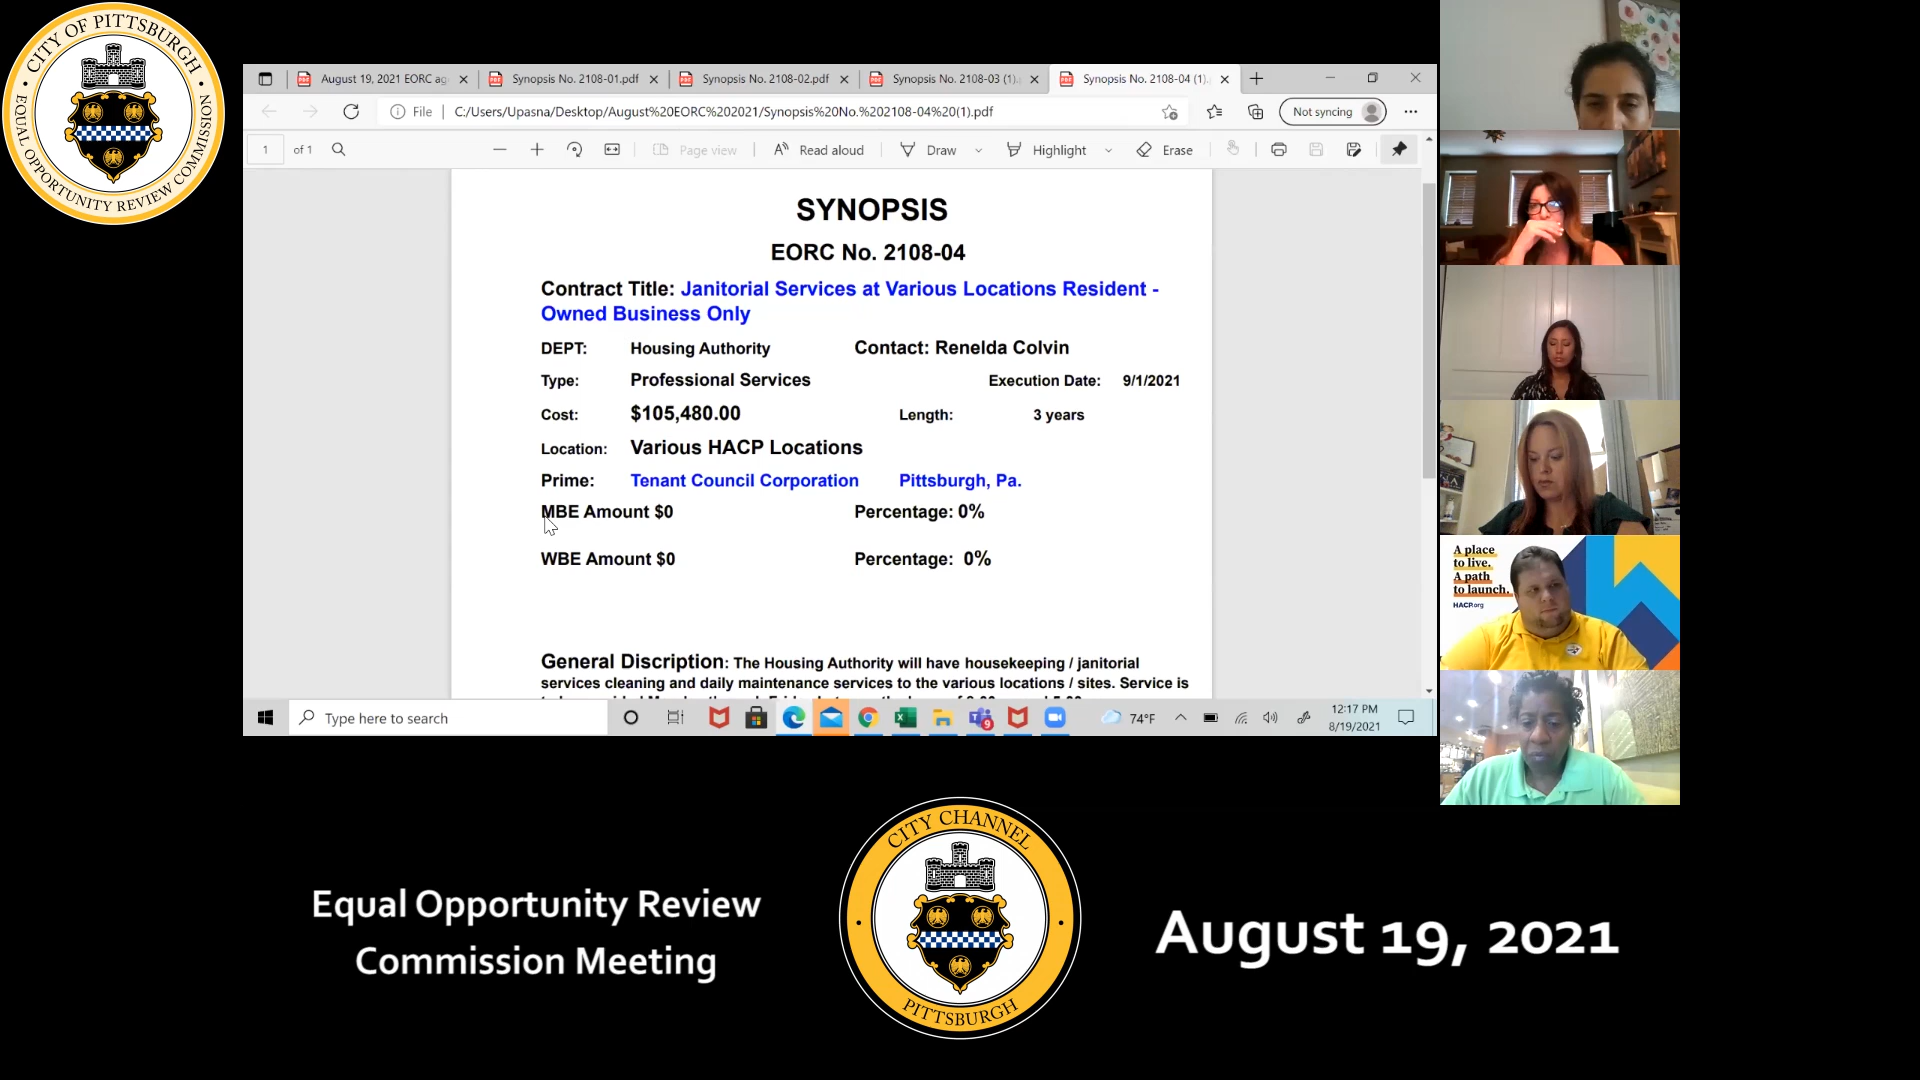 CITY OF PITTSBURGH
EQUAL OPPORTUNITY REVIEW COMMISSION
August 19, 2021 EORC ag
Synopsis No. 2108-01.pdf
Synopsis No. 2108-02.pdf
Synopsis No. 2108-03 (1).
Synopsis No. 2108-04 (1).
File
C:/Users/Upasna/Desktop/August%20EORC%202021/Synopsis%20No.%202108-04%20(1).pdf
Not syncing
1 of 1
Page view
Read aloud
Draw
Highlight
Erase
SYNOPSIS
EORC No. 2108-04
Contract Title: Janitorial Services at Various Locations Resident -
Owned Business Only
DEPT: Housing Authority Contact: Renelda Colvin
Type: Professional Services Execution Date: 9/1/2021
Cost: $105,480.00 Length: 3 years
Location: Various HACP Locations
Prime: Tenant Council Corporation Pittsburgh, Pa.
MBE Amount $0 Percentage: 0%
WBE Amount $0 Percentage: 0%
General Discription: The Housing Authority will have housekeeping / janitorial
services cleaning and daily maintenance services to the various locations / sites. Service is
Type here to search
9
74°F
12:17 PM
8/19/2021
A place
to live.
A path
to launch.
HACP.org
Equal Opportunity Review
Commission Meeting
CITY CHANNEL
PITTSBURGH
August 19, 2021